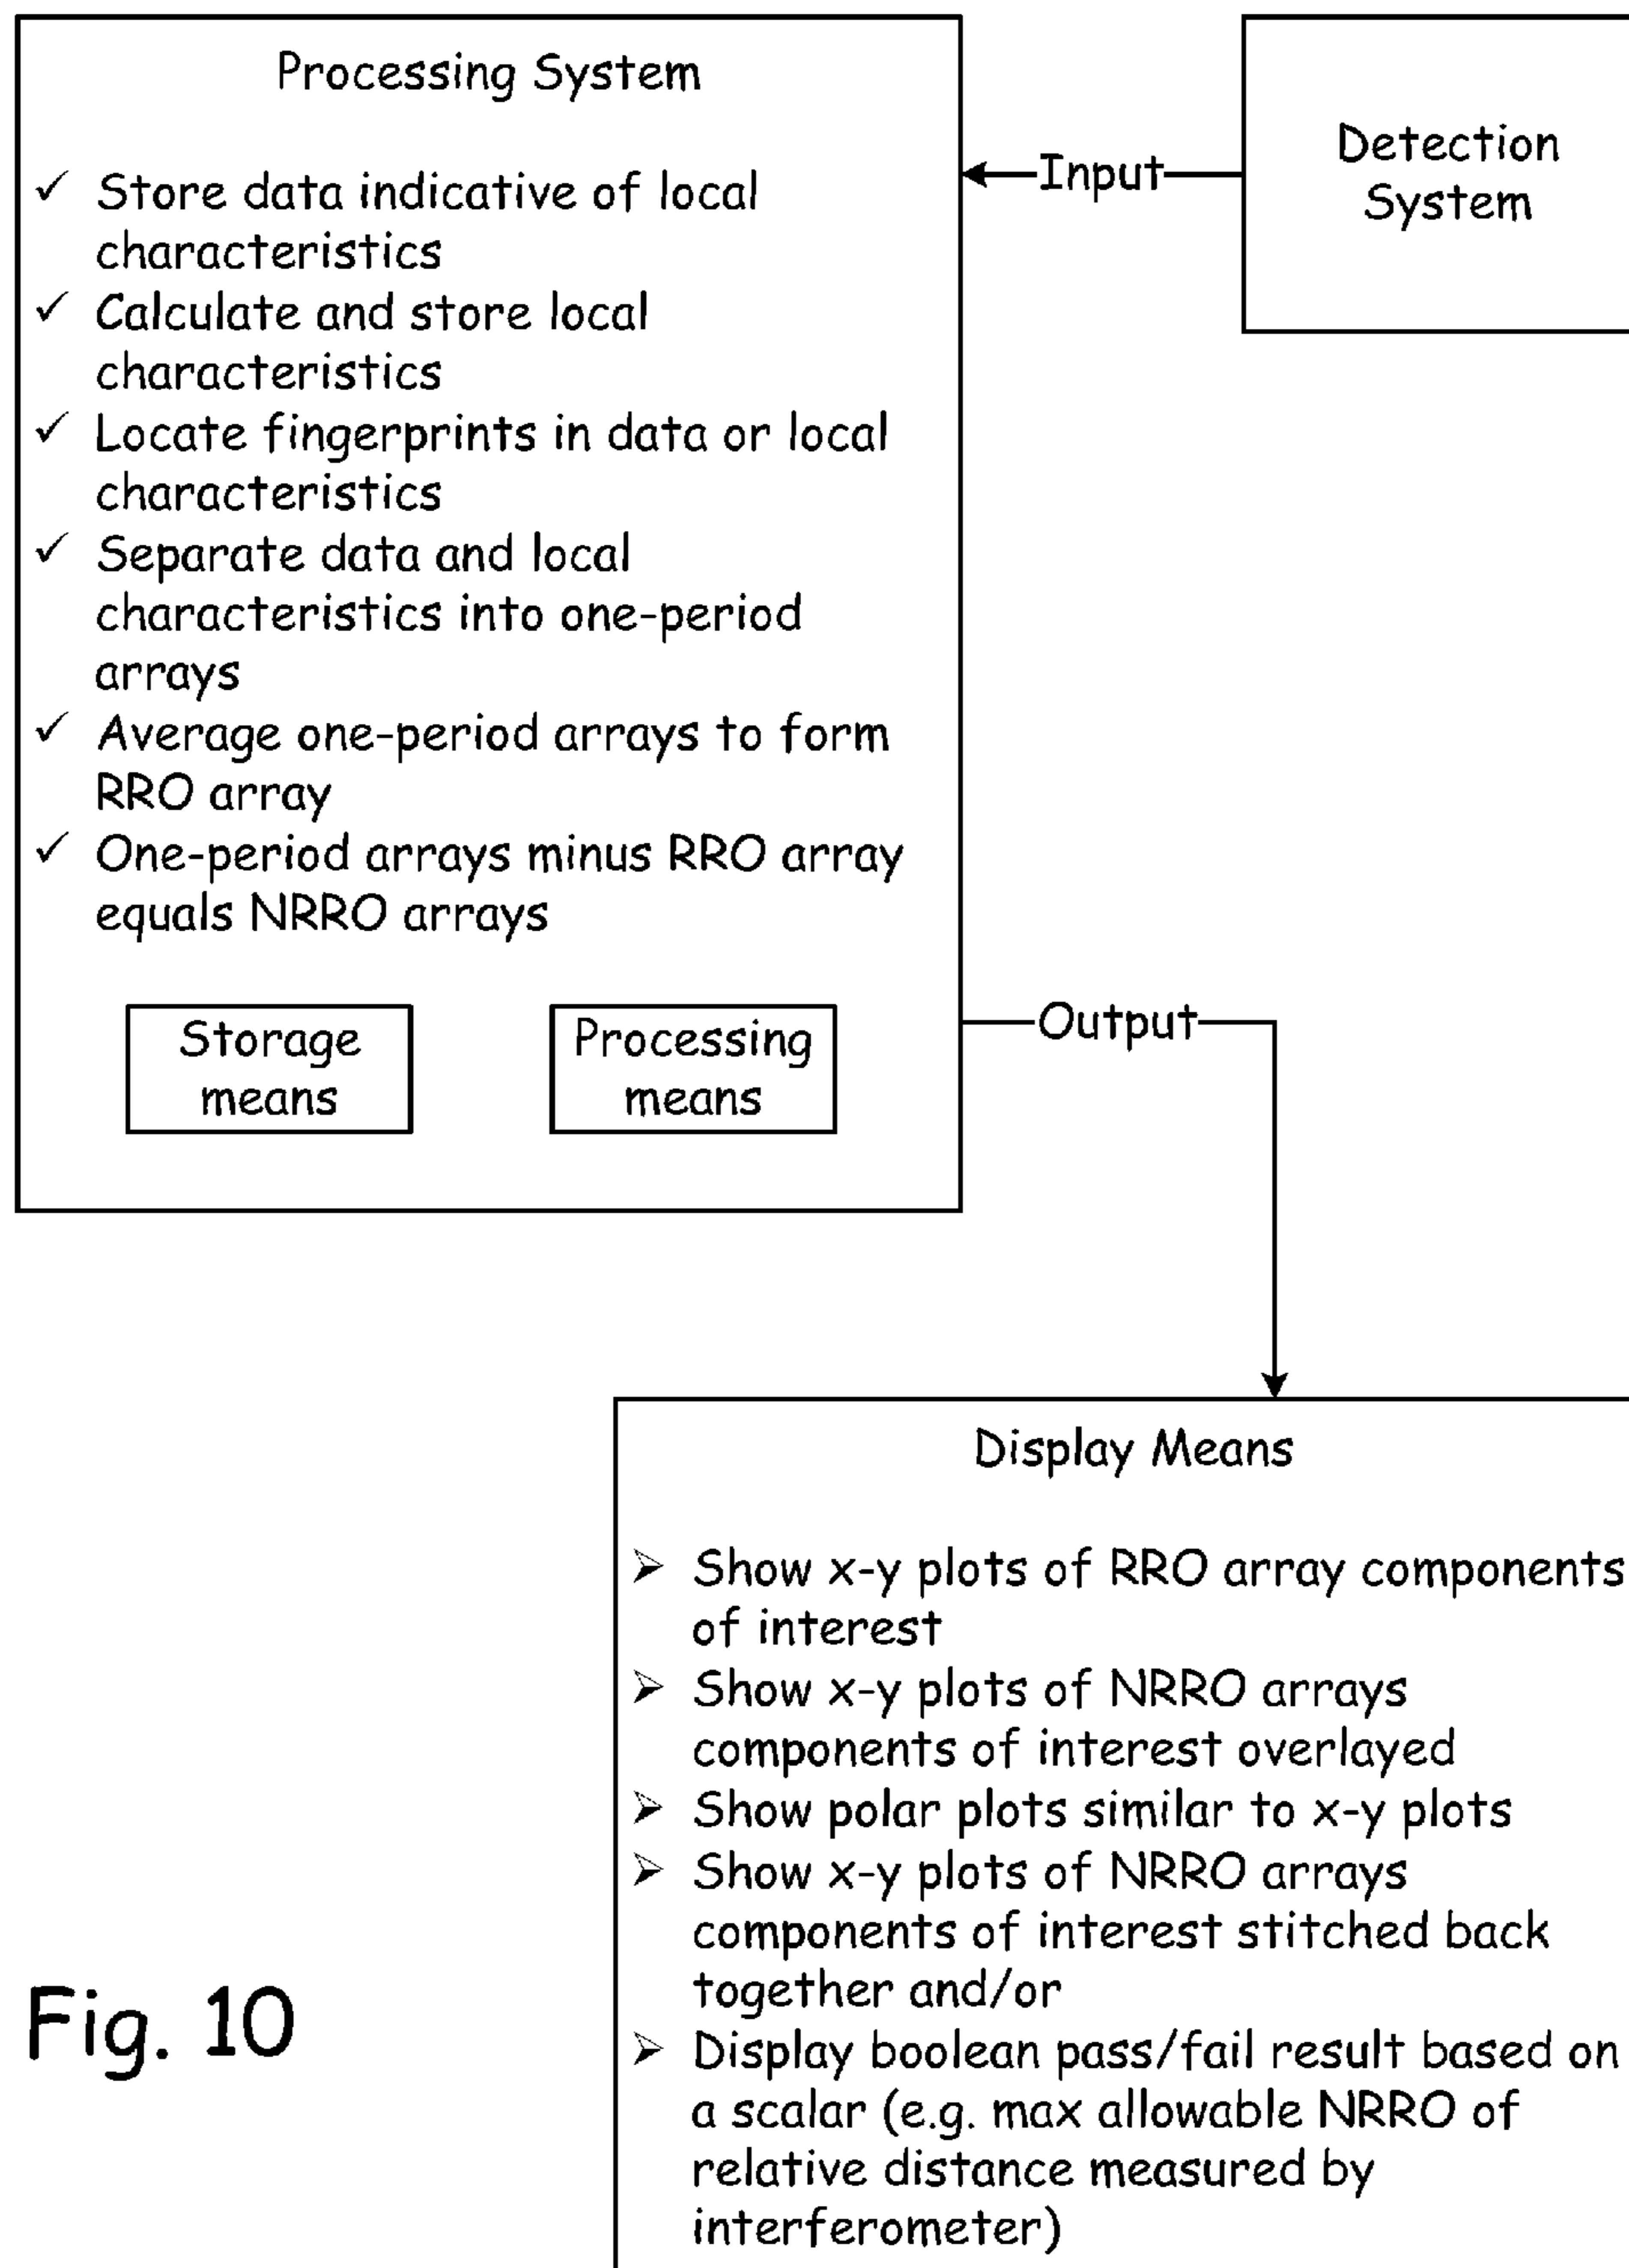 Processing System
✓ Store data indicative of local
characteristics
✓ Calculate and store local
characteristics
✓ Locate fingerprints in data or local
characteristics
✓ Separate data and local
characteristics into one-period
arrays
✓ Average one-period arrays to form
RRO array
✓ One-period arrays minus RRO array
equals NRRO arrays
Storage
means
Processing
means
Input
Detection
System
Output
Display Means
➢ Show x-y plots of RRO array components
of interest
➢ Show x-y plots of NRRO arrays
components of interest overlayed
➢ Show polar plots similar to x-y plots
➢ Show x-y plots of NRRO arrays
components of interest stitched back
together and/or
➢ Display boolean pass/fail result based on
a scalar (e.g. max allowable NRRO of
relative distance measured by
interferometer)
Fig. 10